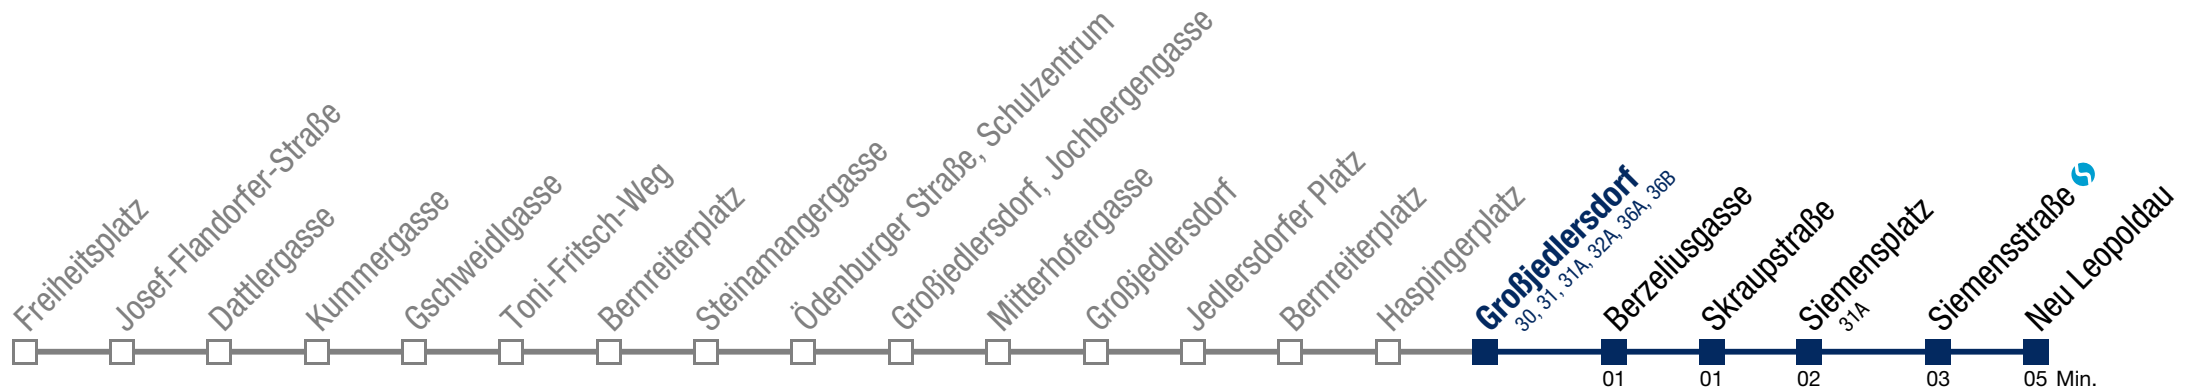 Freiheitsplatz
Josef-Flandorfer-Straße
Dattlergasse
Kummergasse
Gschweidlgasse
Toni-Fritsch-Weg
Bernreiterplatz
Steinamangergasse
Ödenburger Straße, Schulzentrum
Großjedlersdorf, Jochbergengasse
Mitterhofergasse
Großjedlersdorf
Jedlersdorfer Platz
Bernreiterplatz
Haspingerplatz
Großjedlersdorf
30, 31, 31A, 32A, 36A, 36B
Berzeliusgasse
Skraupstraße
Siemensplatz
31A
Siemensstraße
Neu Leopoldau
01 01 02 03 05 Min.